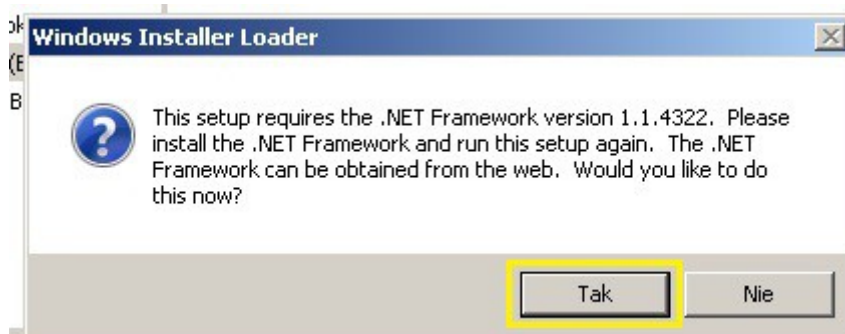 Windows Installer Loader
This setup requires the .NET Framework version 1.1.4322.  Please
install the .NET Framework and run this setup again.  The .NET
Framework can be obtained from the web.  Would you like to do
this now?
Tak
Nie